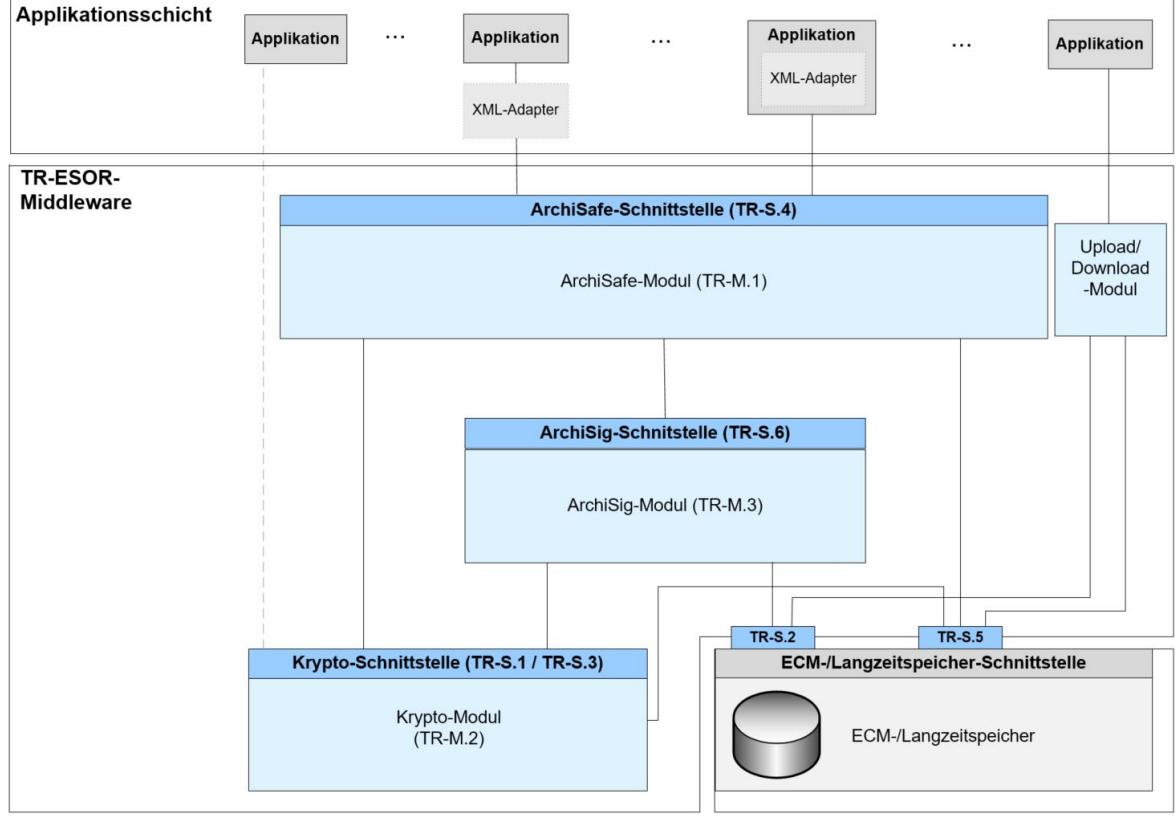 Applikationsschicht
Applikation
...
Applikation
...
Applikation
...
Applikation
XML-Adapter
XML-Adapter
TR-ESOR-
Middleware
ArchiSafe-Schnittstelle (TR-S.4)
ArchiSafe-Modul (TR-M.1)
Upload/
Download
-Modul
ArchiSig-Schnitstelle (TR-S.6)
ArchiSig-Modul (TR-M.3)
TR-S.2
TR-S.5
Krypto-Schnittstelle (TR-S.1 / TR-S.3)
ECM-/Langzeitspeicher-Schnittstelle
Krypto-Modul
(TR-M.2)
ECM-/Langzeitspeicher